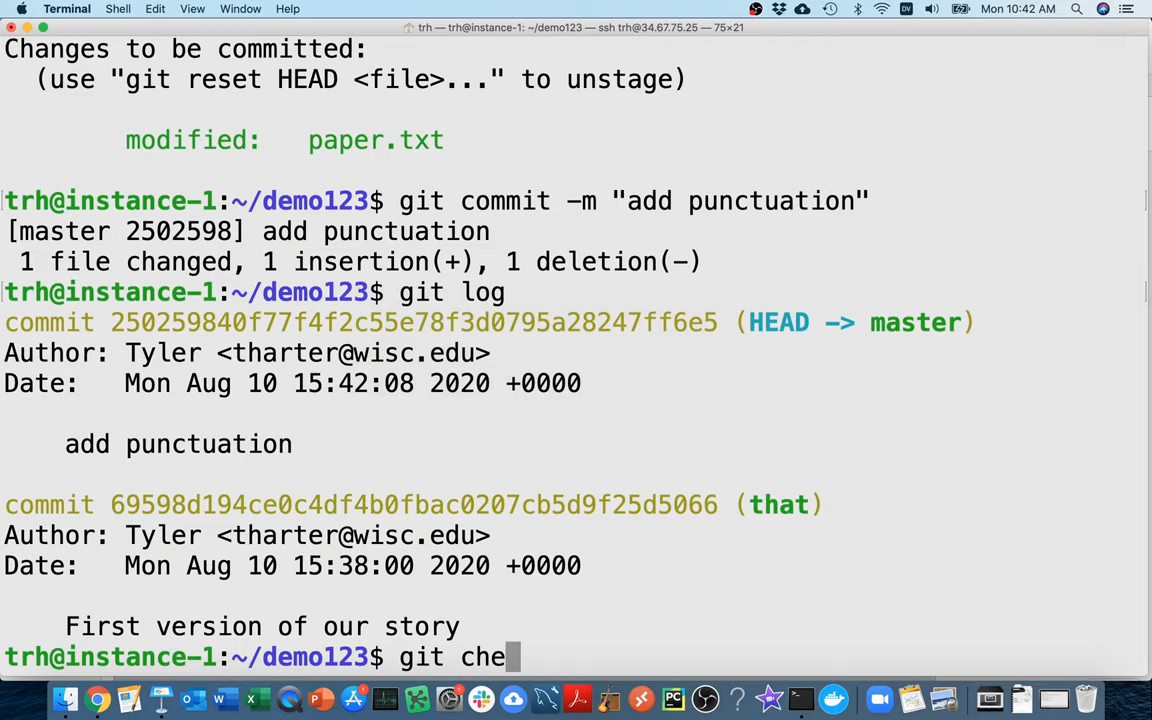 Terminal Shell Edit View Window Help Mon 10:42 AM
trh — trh@instance-1: ~/demo123 — ssh trh@34.67.75.25 — 75×21
Changes to be committed:
(use "git reset HEAD <file>..." to unstage)
modified: paper.txt
trh@instance-1:~/demo123$ git commit -m "add punctuation"
[master 2502598] add punctuation
1 file changed, 1 insertion(+), 1 deletion(-)
trh@instance-1:~/demo123$ git log
commit 250259840f77f4f2c55e78f3d0795a28247ff6e5 (HEAD -> master)
Author: Tyler <tharter@wisc.edu>
Date: Mon Aug 10 15:42:08 2020 +0000
add punctuation
commit 69598d194ce0c4df4b0fbac0207cb5d9f25d5066 (that)
Author: Tyler <tharter@wisc.edu>
Date: Mon Aug 10 15:38:00 2020 +0000
First version of our story
trh@instance-1:~/demo123$ git che